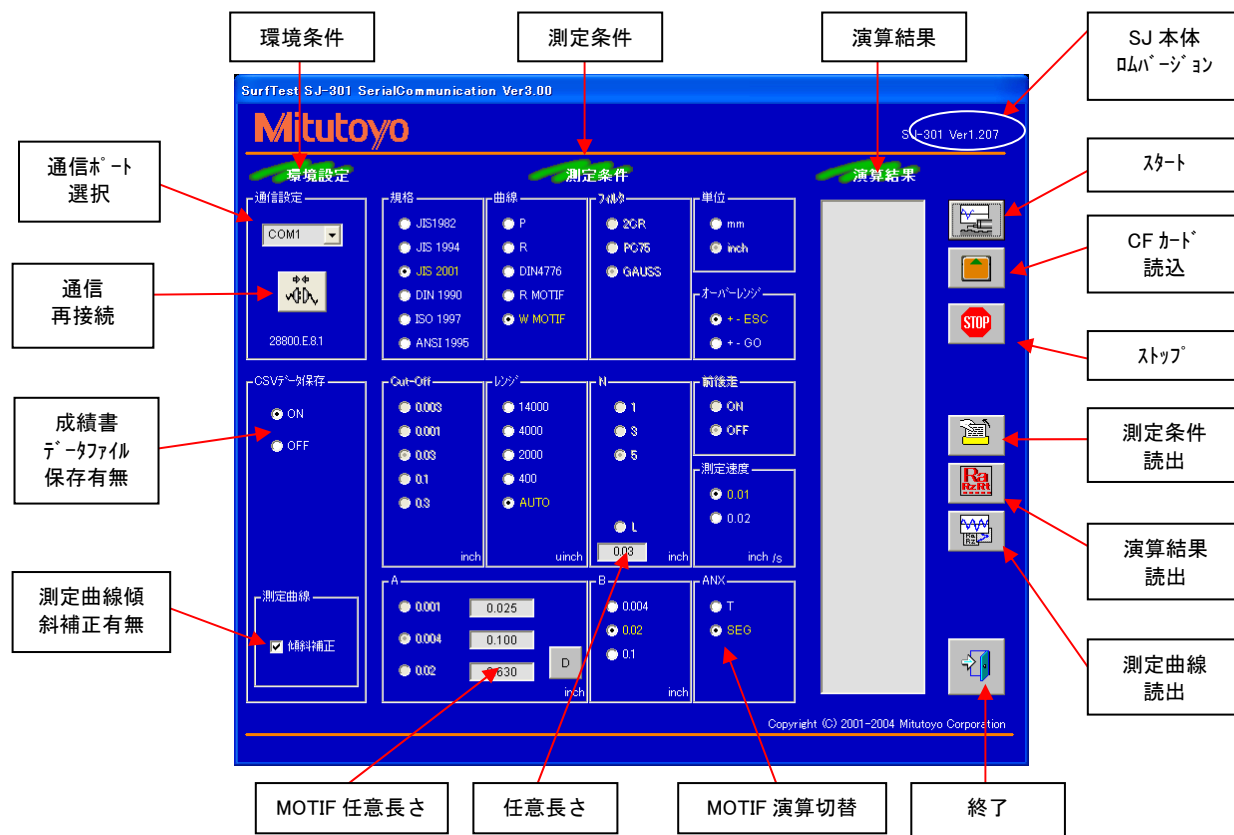 環境条件
測定条件
演算結果
SJ 本体
ﾛﾑﾊﾞｰｼﾞｮﾝ
SurfTest SJ-301 SerialCommunication Ver3.00
Mitutoyo
SJ-301 Ver1.207
通信ﾎﾟｰﾄ
選択
環境設定
測定条件
演算結果
ｽﾀｰﾄ
通信設定
COM1
28800.E.8.1
規格
JIS1982
JIS 1994
JIS 2001
DIN 1990
ISO 1997
ANSI 1995
曲線
P
R
DIN4776
R MOTIF
W MOTIF
フィルタ
2CR
PC75
GAUSS
単位
mm
inch
オーバーレンジ
+ - ESC
+ - GO
CF ｶｰﾄﾞ
読込
通信
再接続
STOP
ｽﾄｯﾌﾟ
CSVﾃﾞｰﾀ保存
ON
OFF
成績書
ﾃﾞｰﾀﾌｧｲﾙ
保存有無
Cut-Off
0.003
0.001
0.03
0.1
0.3
inch
レンジ
14000
4000
2000
400
AUTO
uinch
N
1
3
5
L
0.03
inch
前後走
ON
OFF
測定速度
0.01
0.02
inch /s
測定条件
読出
Ra
RzRt
演算結果
読出
測定曲線傾
斜補正有無
測定曲線
傾斜補正
A
0.001
0.025
0.004
0.100
0.02
0.630
D
inch
B
0.004
0.02
0.1
inch
ANX
T
SEG
測定曲線
読出
Copyright (C) 2001-2004 Mitutoyo Corporation
MOTIF 任意長さ
任意長さ
MOTIF 演算切替
終了